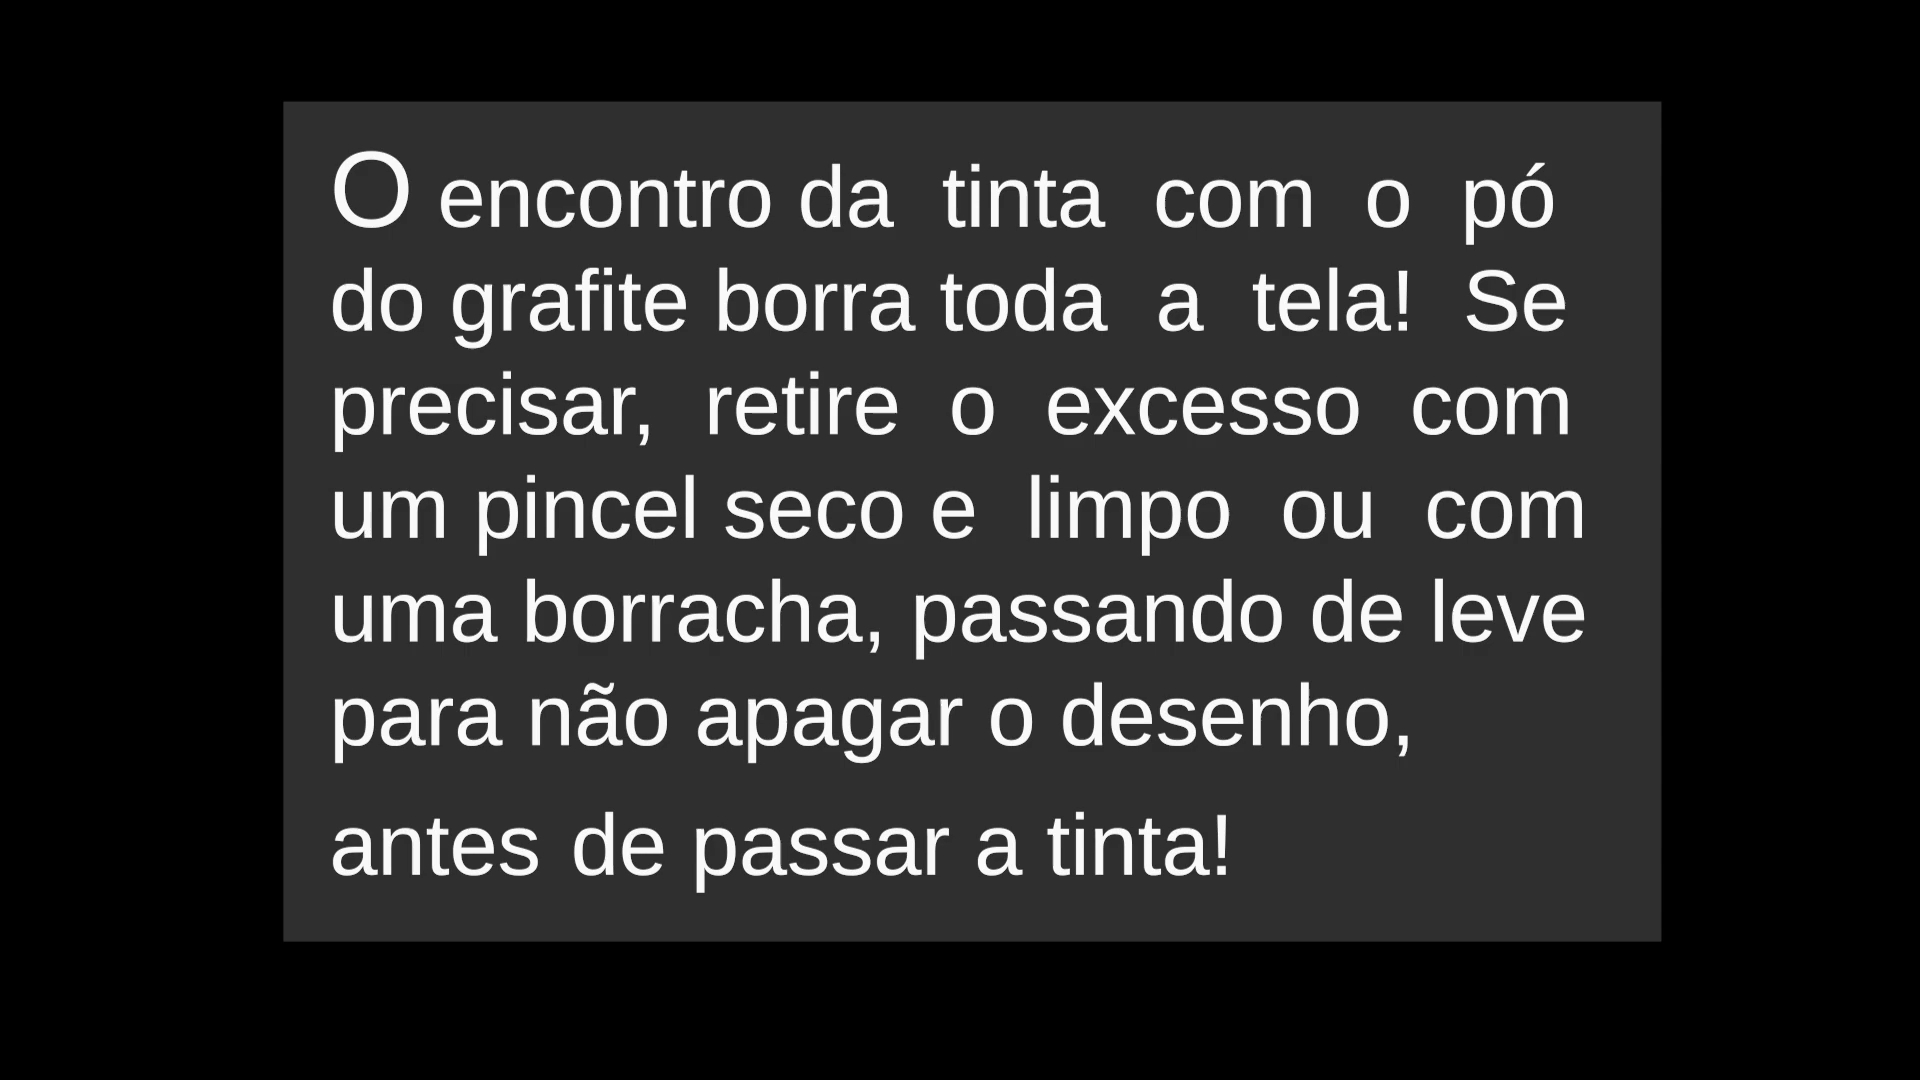 O encontro da tinta com o pó
do grafite borra toda a tela! Se
precisar, retire o excesso com
um pincel seco e limpo ou com
uma borracha, passando de leve
para não apagar o desenho,
antes de passar a tinta!